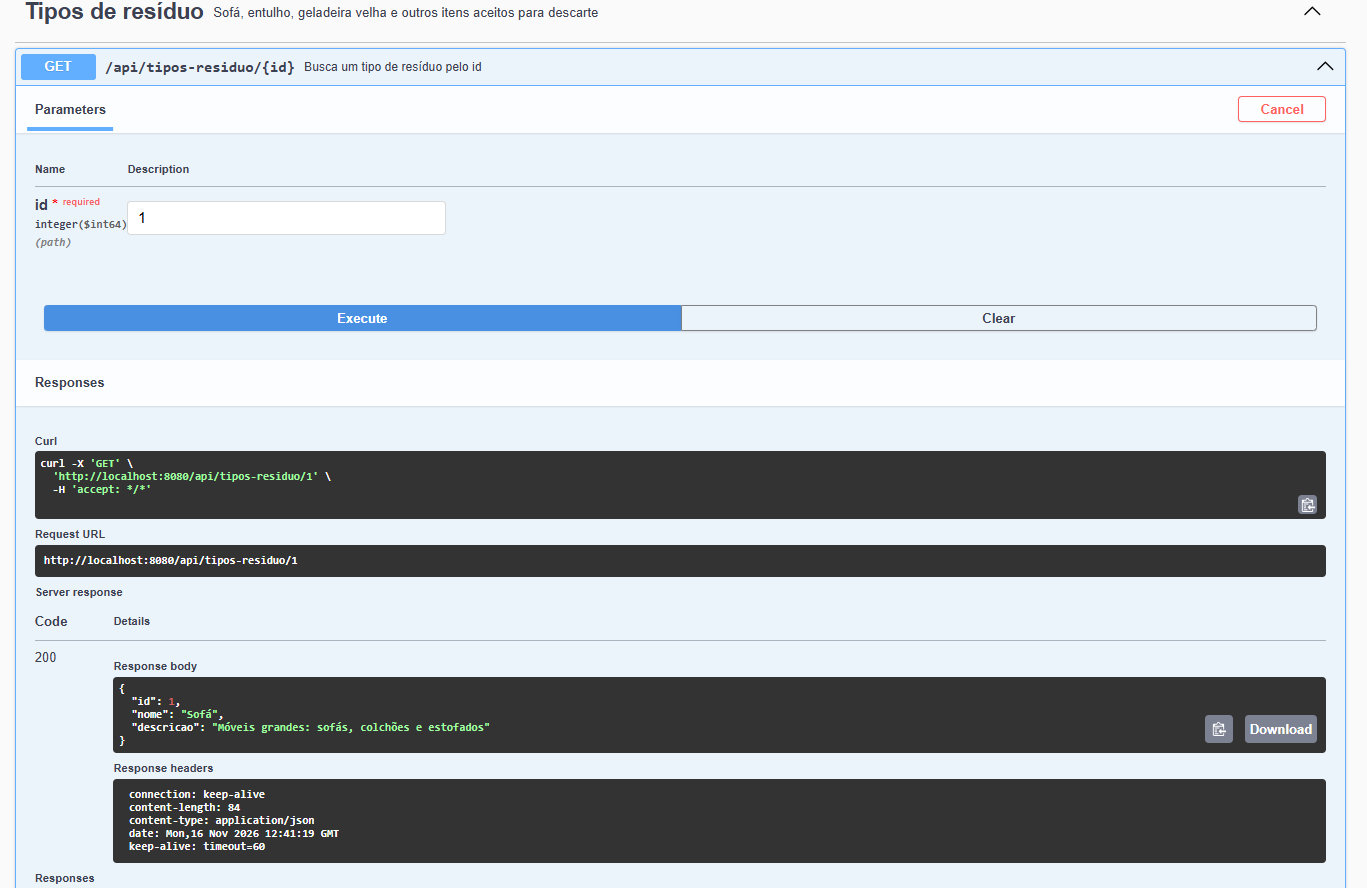 Tipos de resíduo Sofá, entulho, geladeira velha e outros itens aceitos para descarte
GET /api/tipos-residuo/{id} Busca um tipo de resíduo pelo id
Parameters
Cancel
Name Description
id * required
integer($int64)
(path)
1
Execute
Clear
Responses
Curl
curl -X 'GET' \
  'http://localhost:8080/api/tipos-residuo/1' \
  -H 'accept: */*'
Request URL
http://localhost:8080/api/tipos-residuo/1
Server response
Code Details
200
Response body
{
  "id": 1,
  "nome": "Sofá",
  "descricao": "Móveis grandes: sofás, colchões e estofados"
}
Download
Response headers
connection: keep-alive
content-length: 84
content-type: application/json
date: Mon,16 Nov 2026 12:41:19 GMT
keep-alive: timeout=60
Responses